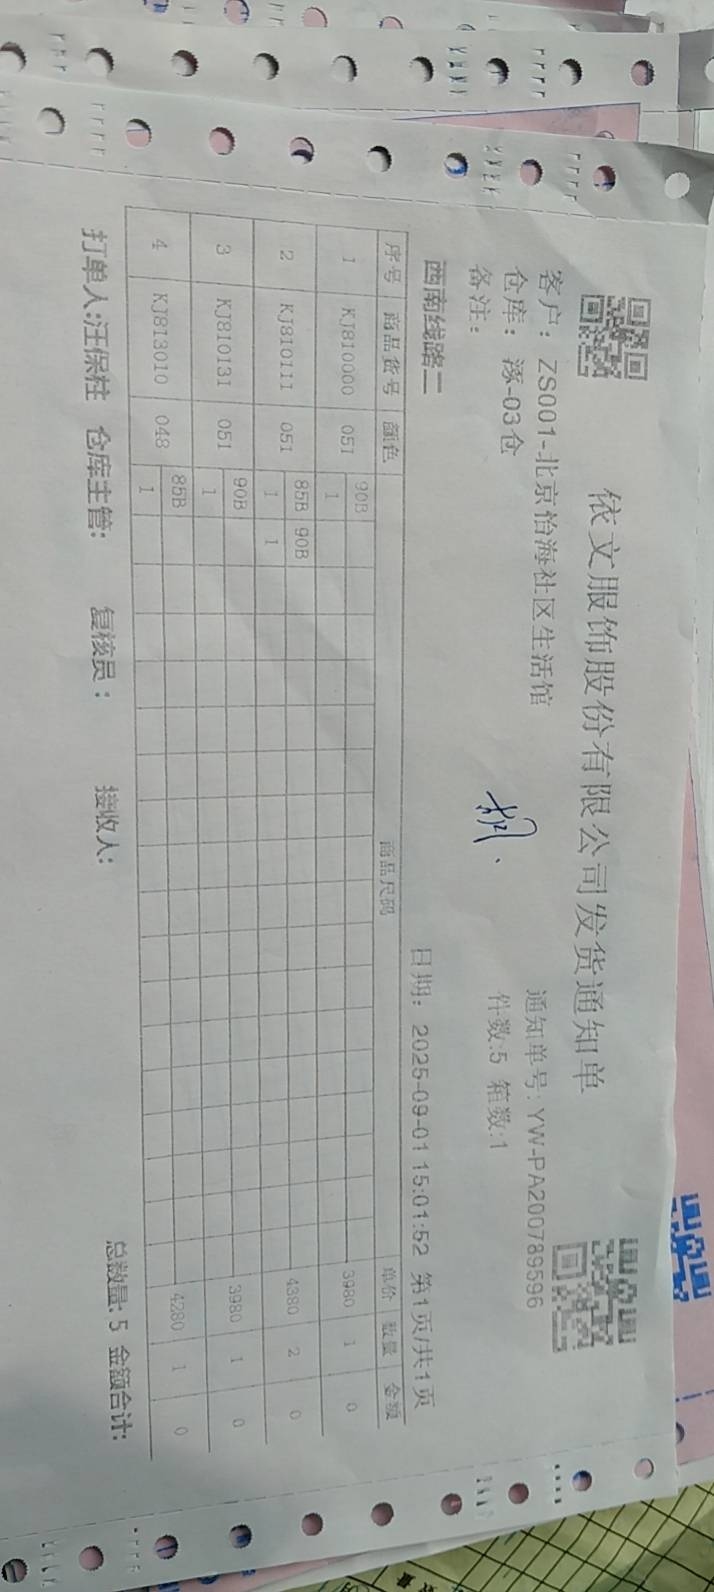 依文服饰股份有限公司发货通知单
客户： ZS001-北京怡海社区生活馆 通知单号: YW-PA200789596
仓库： 涿-03仓 件数:5 箱数:1
备注：
西南线路二 日期： 2025-09-01 15:01:52 第1页/共1页
序号 商品货号 颜色 商品尺码 单价 数量 金额
90B
1 KJ810000 051 1 3980 1 0
85B 90B
2 KJ810111 051 1 1 4380 2 0
90B
3 KJ810131 051 1 3980 1 0
85B
4 KJ813010 048 1 4280 1 0
总数量: 5 金额合计:
打单人:汪保柱 仓库主管: 复核员： 接收人: